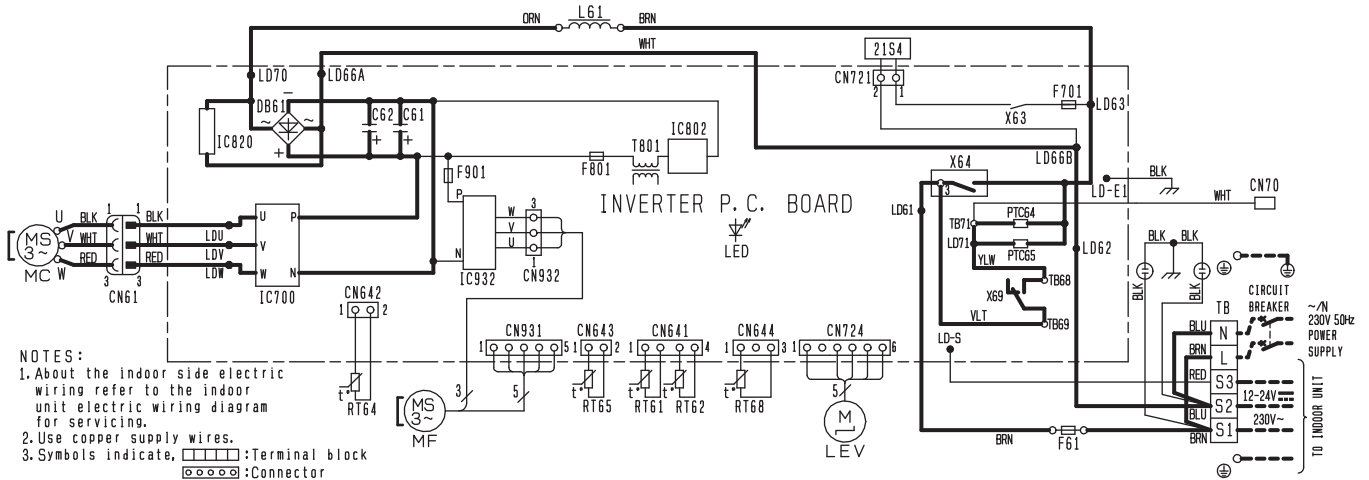 ORN
L61
BRN
WHT
21S4
CN721
2
1
F701
X63
LD63
LD70
LD66A
DB61
−
~
~
+
C62
C61
+
+
IC820
IC802
T801
F801
F901
P
N
IC932
W
V
U
3
1
CN932
INVERTER P.C. BOARD
LED
X64
3
LD66B
LD-E1
BLK
WHT
CN70
LD61
TB71
PTC64
LD71
PTC65
LD62
YLW
TB68
X69
VLT
TB69
LD-S
U
BLK
1
1
BLK
V
WHT
WHT
LDU
LDV
W
RED
RED
LDW
3
3
MS
3~
MC
CN61
U
P
V
W
N
IC700
CN642
1
2
t°
RT64
CN931
1
5
3
5
MS
3~
MF
CN643
1
2
t°
RT65
CN641
1
4
t°
t°
RT61
RT62
CN644
1
3
t°
RT68
CN724
1
6
5
M
LEV
BLK
BLK
BLK
BLK
TB
CIRCUIT
BREAKER
~/N
230V 50Hz
POWER
SUPPLY
BLU
N
BRN
L
RED
S3
12-24V
S2
BLU
230V~
S1
BRN
BRN
F61
TO INDOOR UNIT
NOTES:
1. About the indoor side electric
wiring refer to the indoor
unit electric wiring diagram
for servicing.
2. Use copper supply wires.
3. Symbols indicate, :Terminal block
:Connector